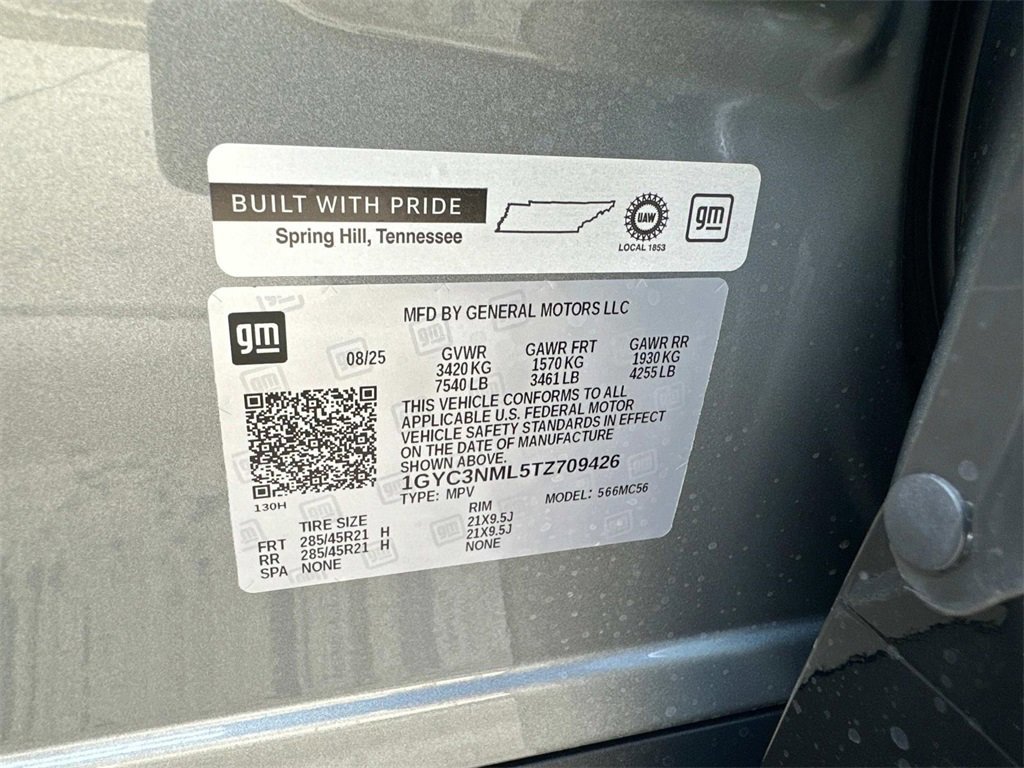 BUILT WITH PRIDE
Spring Hill, Tennessee
UAW
LOCAL 1853
gm
gm
MFD BY GENERAL MOTORS LLC
08/25
GVWR
3420 KG
7540 LB
GAWR FRT
1570 KG
3461 LB
GAWR RR
1930 KG
4255 LB
THIS VEHICLE CONFORMS TO ALL
APPLICABLE U.S. FEDERAL MOTOR
VEHICLE SAFETY STANDARDS IN EFFECT
ON THE DATE OF MANUFACTURE
SHOWN ABOVE.
1GYC3NML5TZ709426
TYPE: MPV MODEL: 566MC56
130H
TIRE SIZE RIM
FRT 285/45R21 H 21X9.5J
RR 285/45R21 H 21X9.5J
SPA NONE NONE